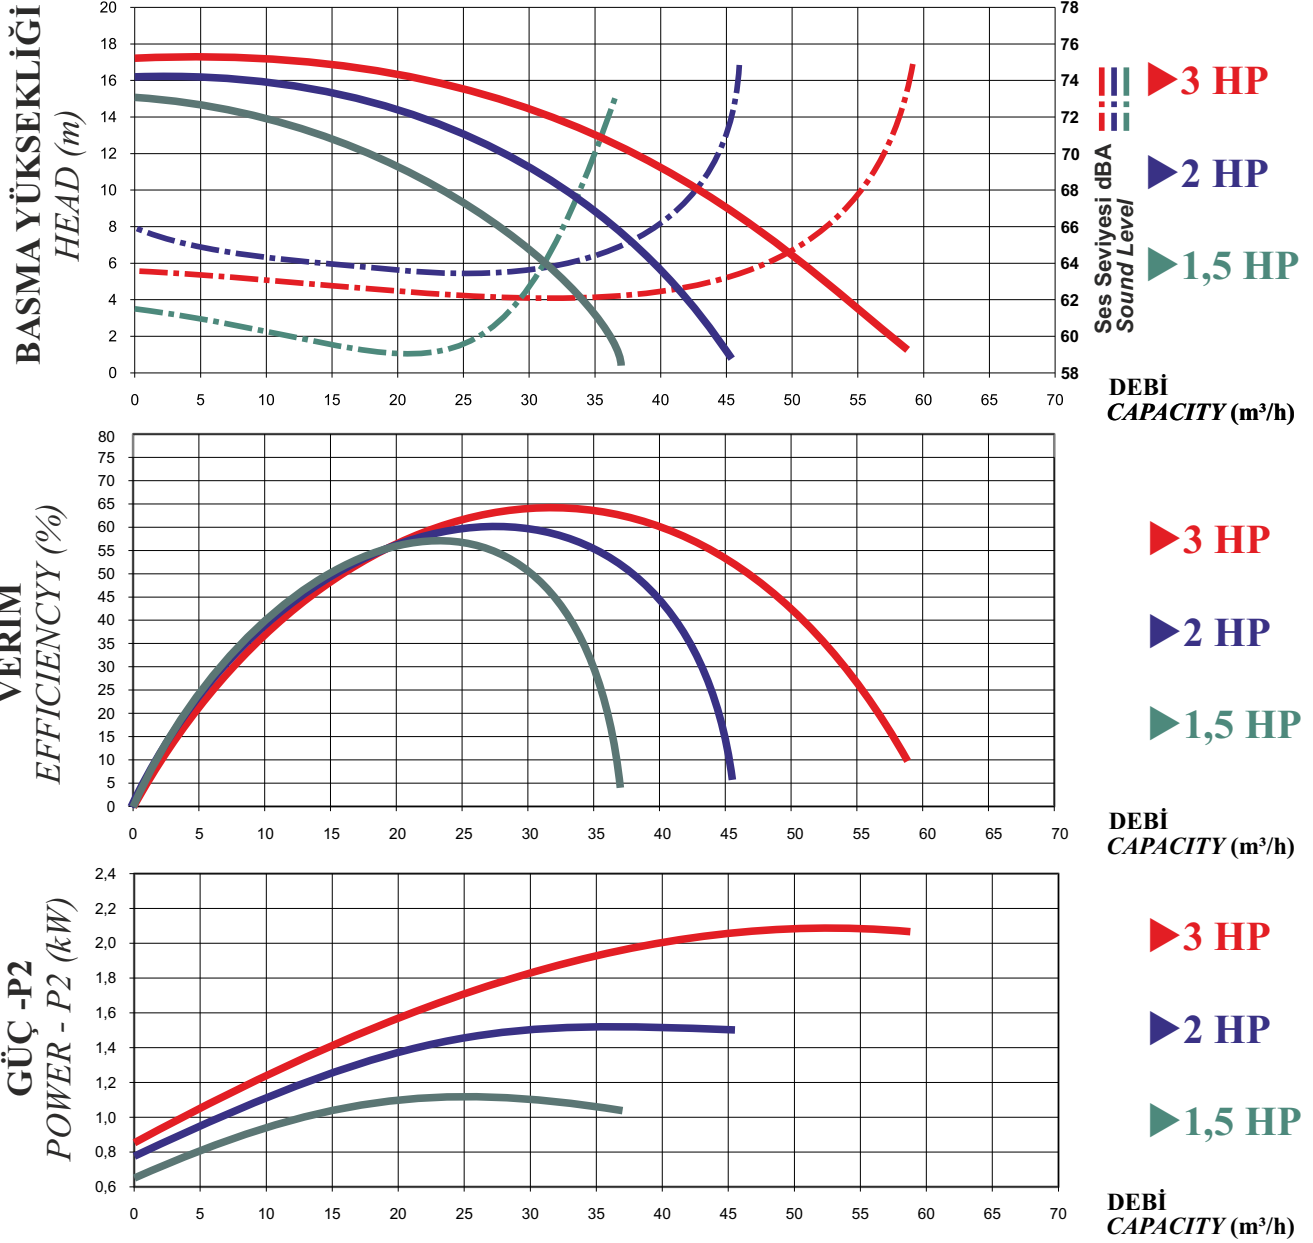 BASMA YÜKSEKLİĞİ
HEAD (m)
20
18
16
14
12
10
8
6
4
2
0
78
76
74
72
70
68
66
64
62
60
58
0 5 10 15 20 25 30 35 40 45 50 55 60 65 70
Ses Seviyesi dBA
Sound Level
3 HP
2 HP
1,5 HP
DEBİ
CAPACITY (m³/h)
VERİM
EFFICIENCYY (%)
80
75
70
65
60
55
50
45
40
35
30
25
20
15
10
5
0
0 5 10 15 20 25 30 35 40 45 50 55 60 65 70
3 HP
2 HP
1,5 HP
DEBİ
CAPACITY (m³/h)
GÜÇ -P2
POWER - P2 (kW)
2,4
2,2
2,0
1,8
1,6
1,4
1,2
1,0
0,8
0,6
0 5 10 15 20 25 30 35 40 45 50 55 60 65 70
3 HP
2 HP
1,5 HP
DEBİ
CAPACITY (m³/h)